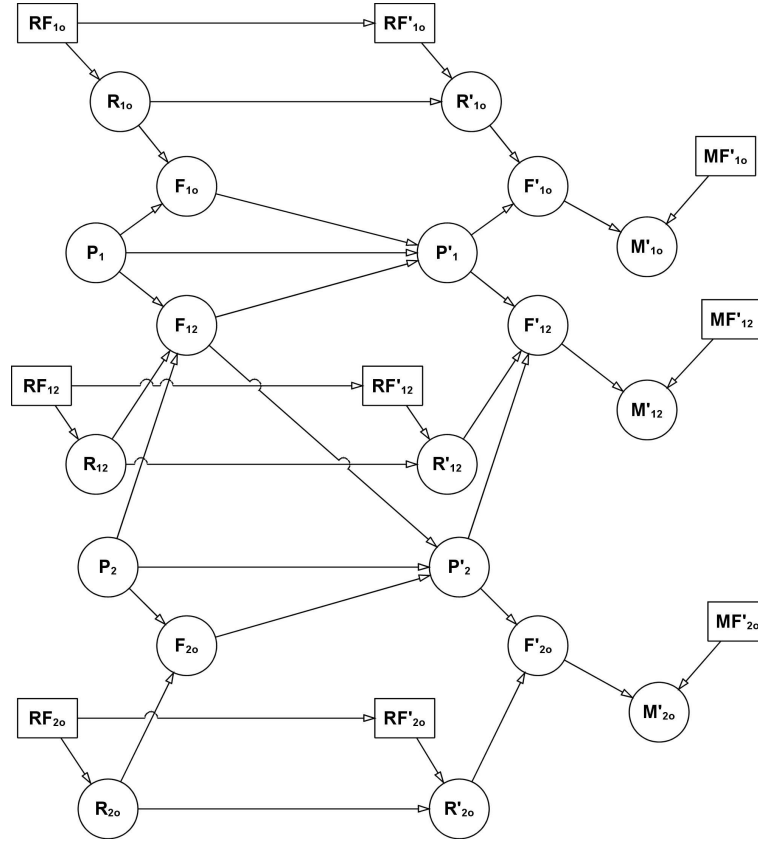 RF₁ₒ RF'₁ₒ
R₁ₒ R'₁ₒ
MF'₁ₒ
F₁ₒ F'₁ₒ
P₁ P'₁ M'₁ₒ
F₁₂ F'₁₂ MF'₁₂
RF₁₂ RF'₁₂
M'₁₂
R₁₂ R'₁₂
P₂ P'₂
MF'₂ₒ
F₂ₒ F'₂ₒ
RF₂ₒ RF'₂ₒ M'₂ₒ
R₂ₒ R'₂ₒ